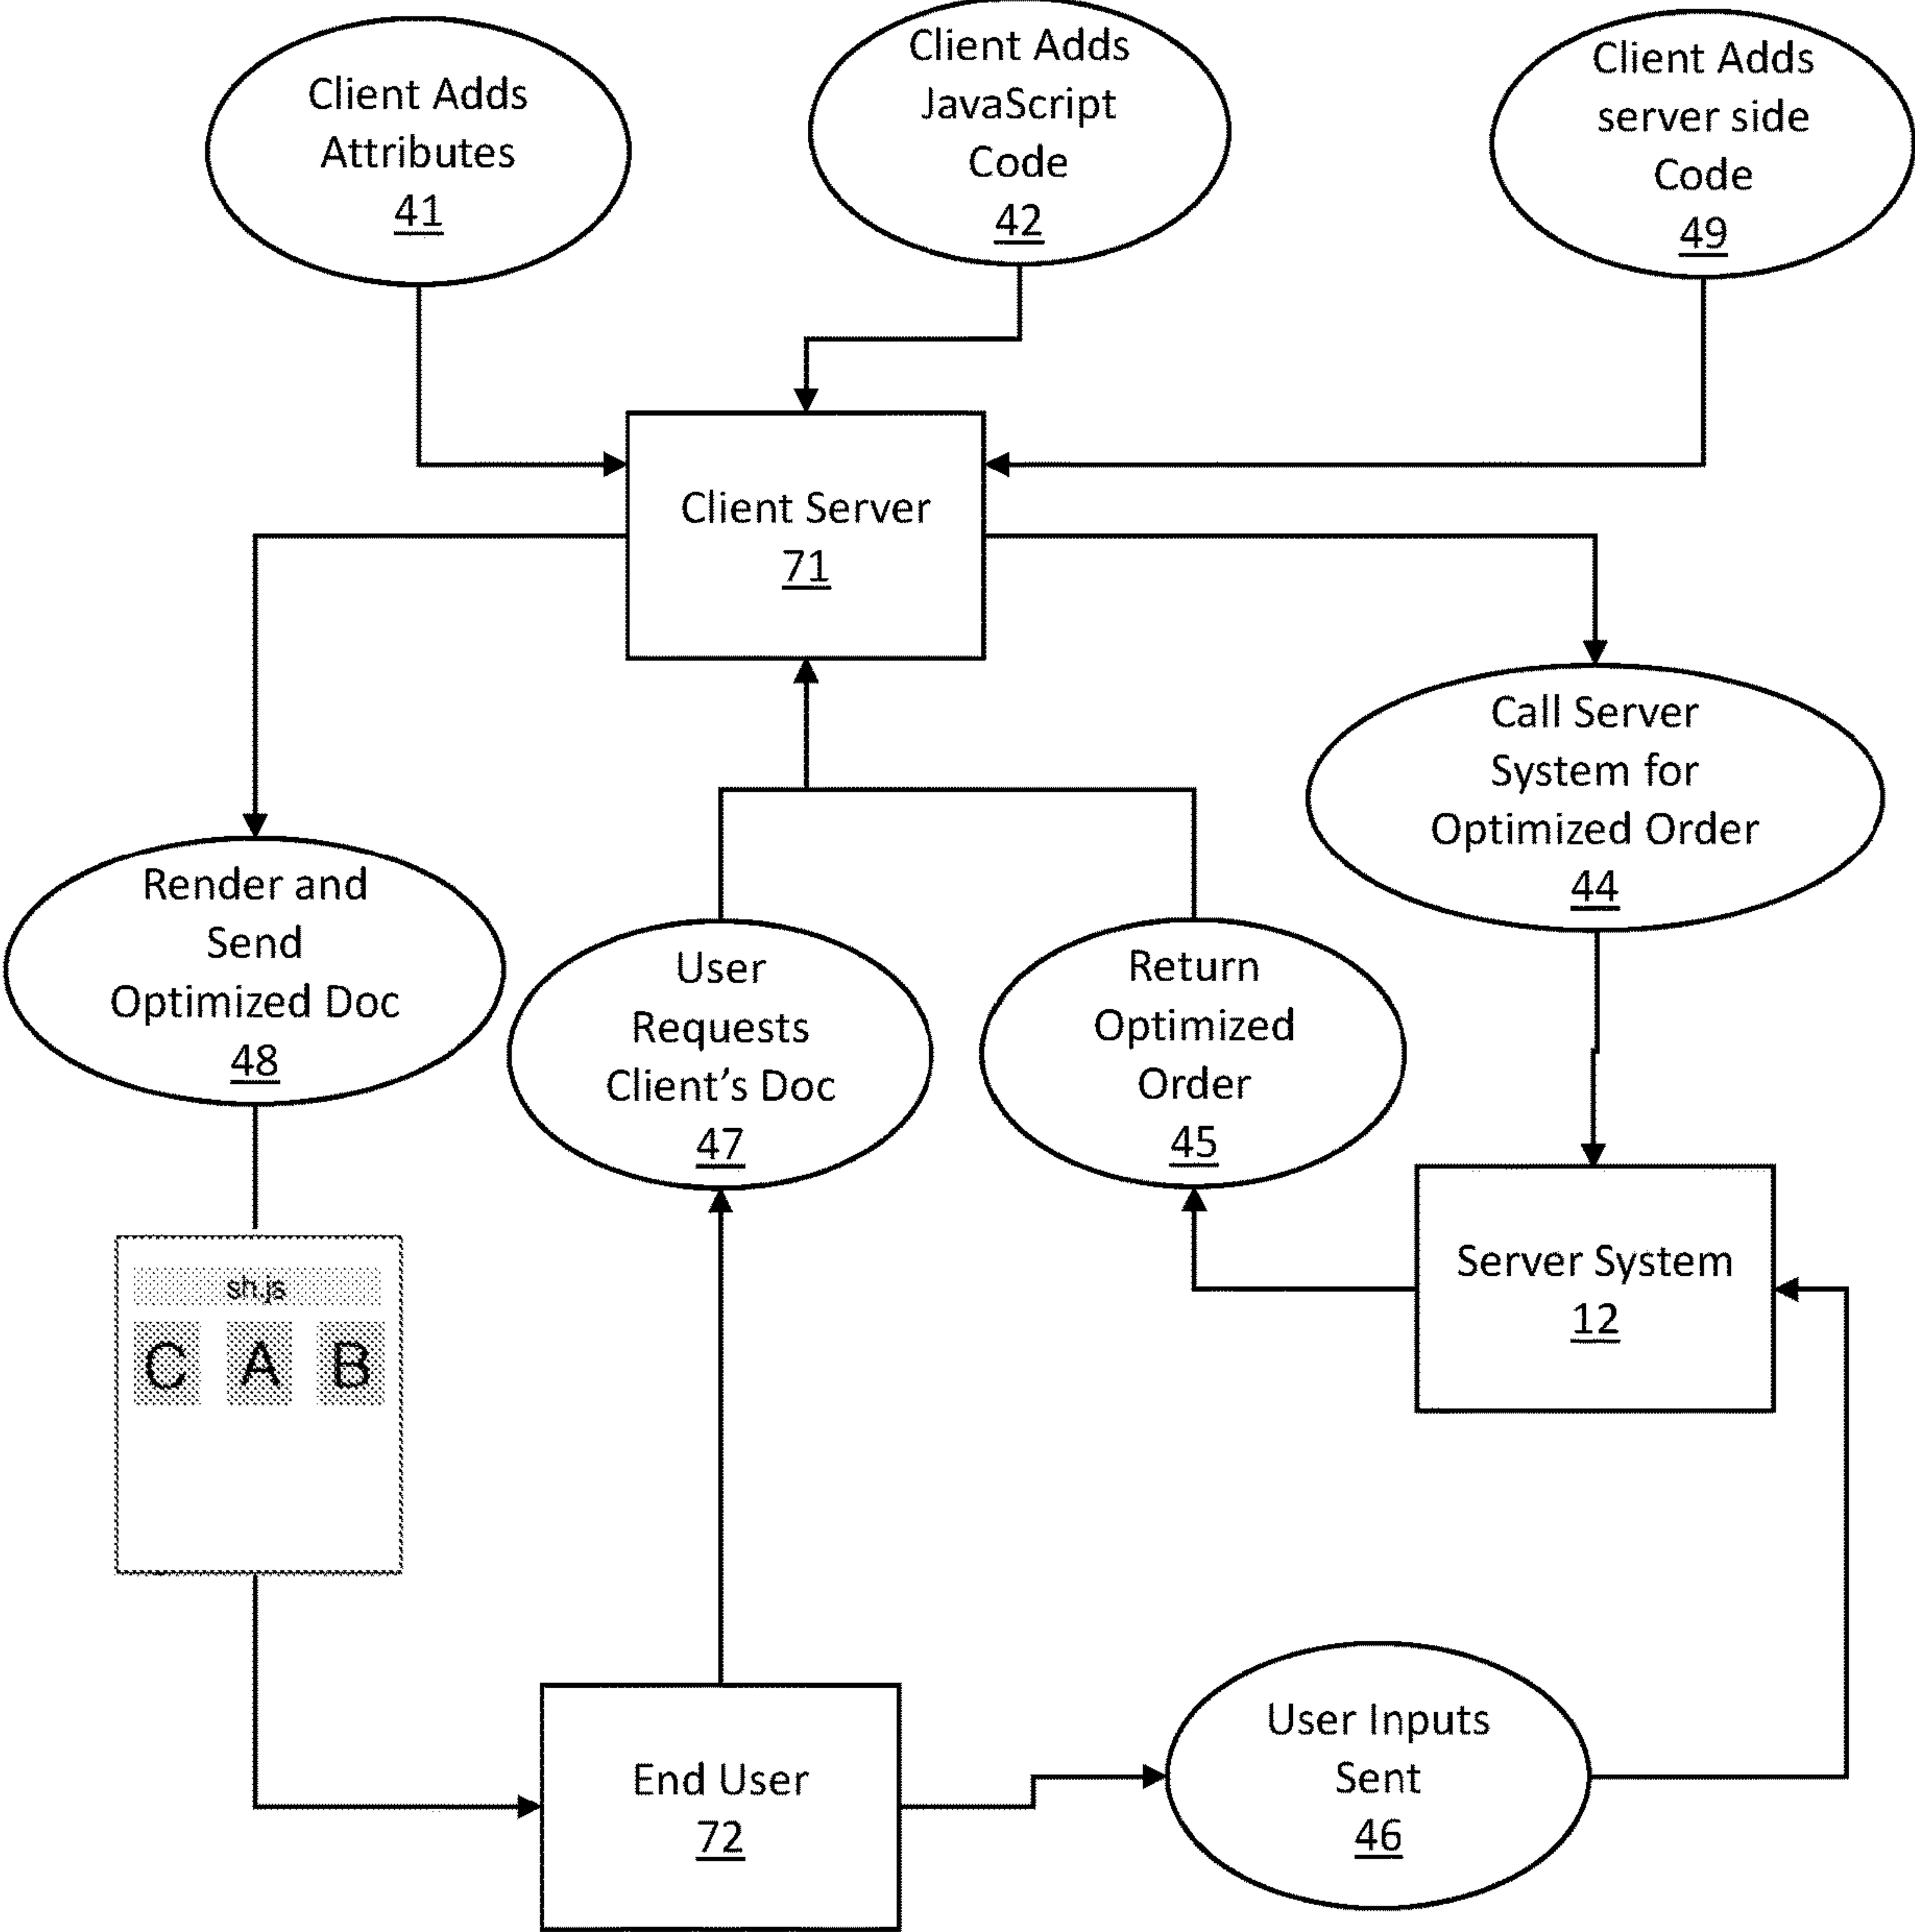 Client Adds
Attributes
41
Client Adds
JavaScript
Code
42
Client Adds
server side
Code
49
Client Server
71
Call Server
System for
Optimized Order
44
Render and
Send
Optimized Doc
48
User
Requests
Client's Doc
47
Return
Optimized
Order
45
Server System
12
sh.js
C A B
End User
72
User Inputs
Sent
46